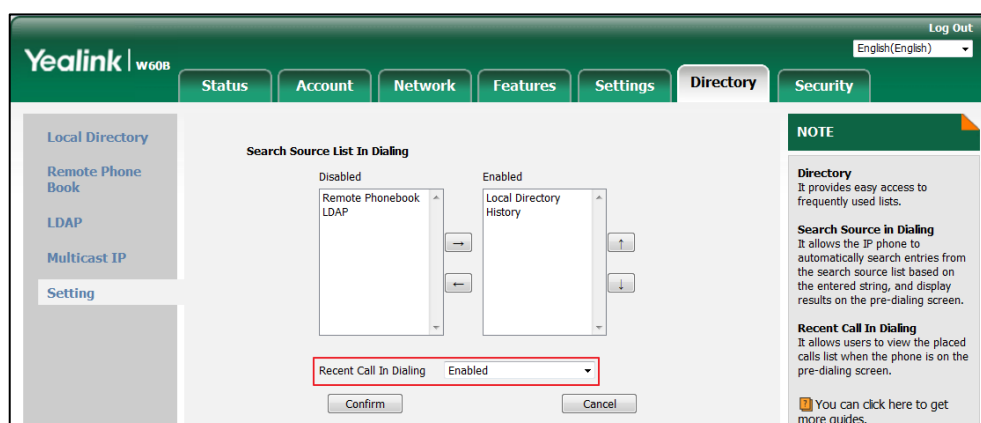 Log Out
Yealink | W60B
English(English)
Status
Account
Network
Features
Settings
Directory
Security
Local Directory
Remote Phone
Book
LDAP
Multicast IP
Setting
Search Source List In Dialing
Disabled
Enabled
Remote Phonebook
LDAP
Local Directory
History
→
←
↑
↓
Recent Call In Dialing
Enabled
Confirm
Cancel
NOTE
Directory
It provides easy access to
frequently used lists.
Search Source in Dialing
It allows the IP phone to
automatically search entries from
the search source list based on
the entered string, and display
results on the pre-dialing screen.
Recent Call In Dialing
It allows users to view the placed
calls list when the phone is on the
pre-dialing screen.
You can click here to get
more guides.